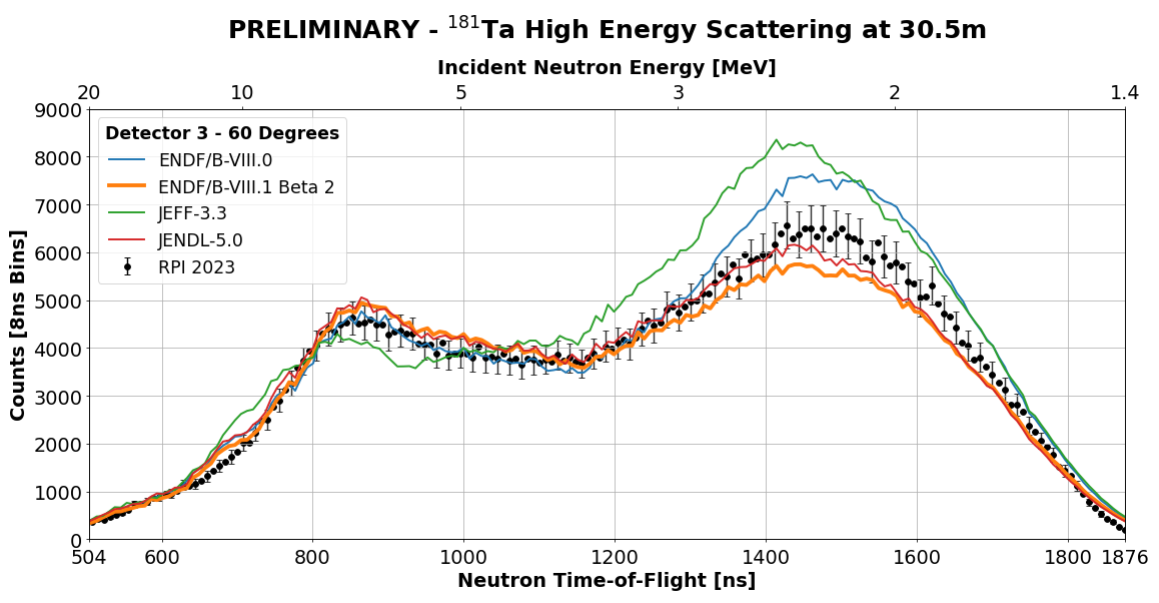 PRELIMINARY - ¹⁸¹Ta High Energy Scattering at 30.5m
Incident Neutron Energy [MeV]
20 10 5 3 2 1.4
Counts [8ns Bins]
9000
8000
7000
6000
5000
4000
3000
2000
1000
0
Detector 3 - 60 Degrees
ENDF/B-VIII.0
ENDF/B-VIII.1 Beta 2
JEFF-3.3
JENDL-5.0
RPI 2023
504 600 800 1000 1200 1400 1600 1800 1876
Neutron Time-of-Flight [ns]